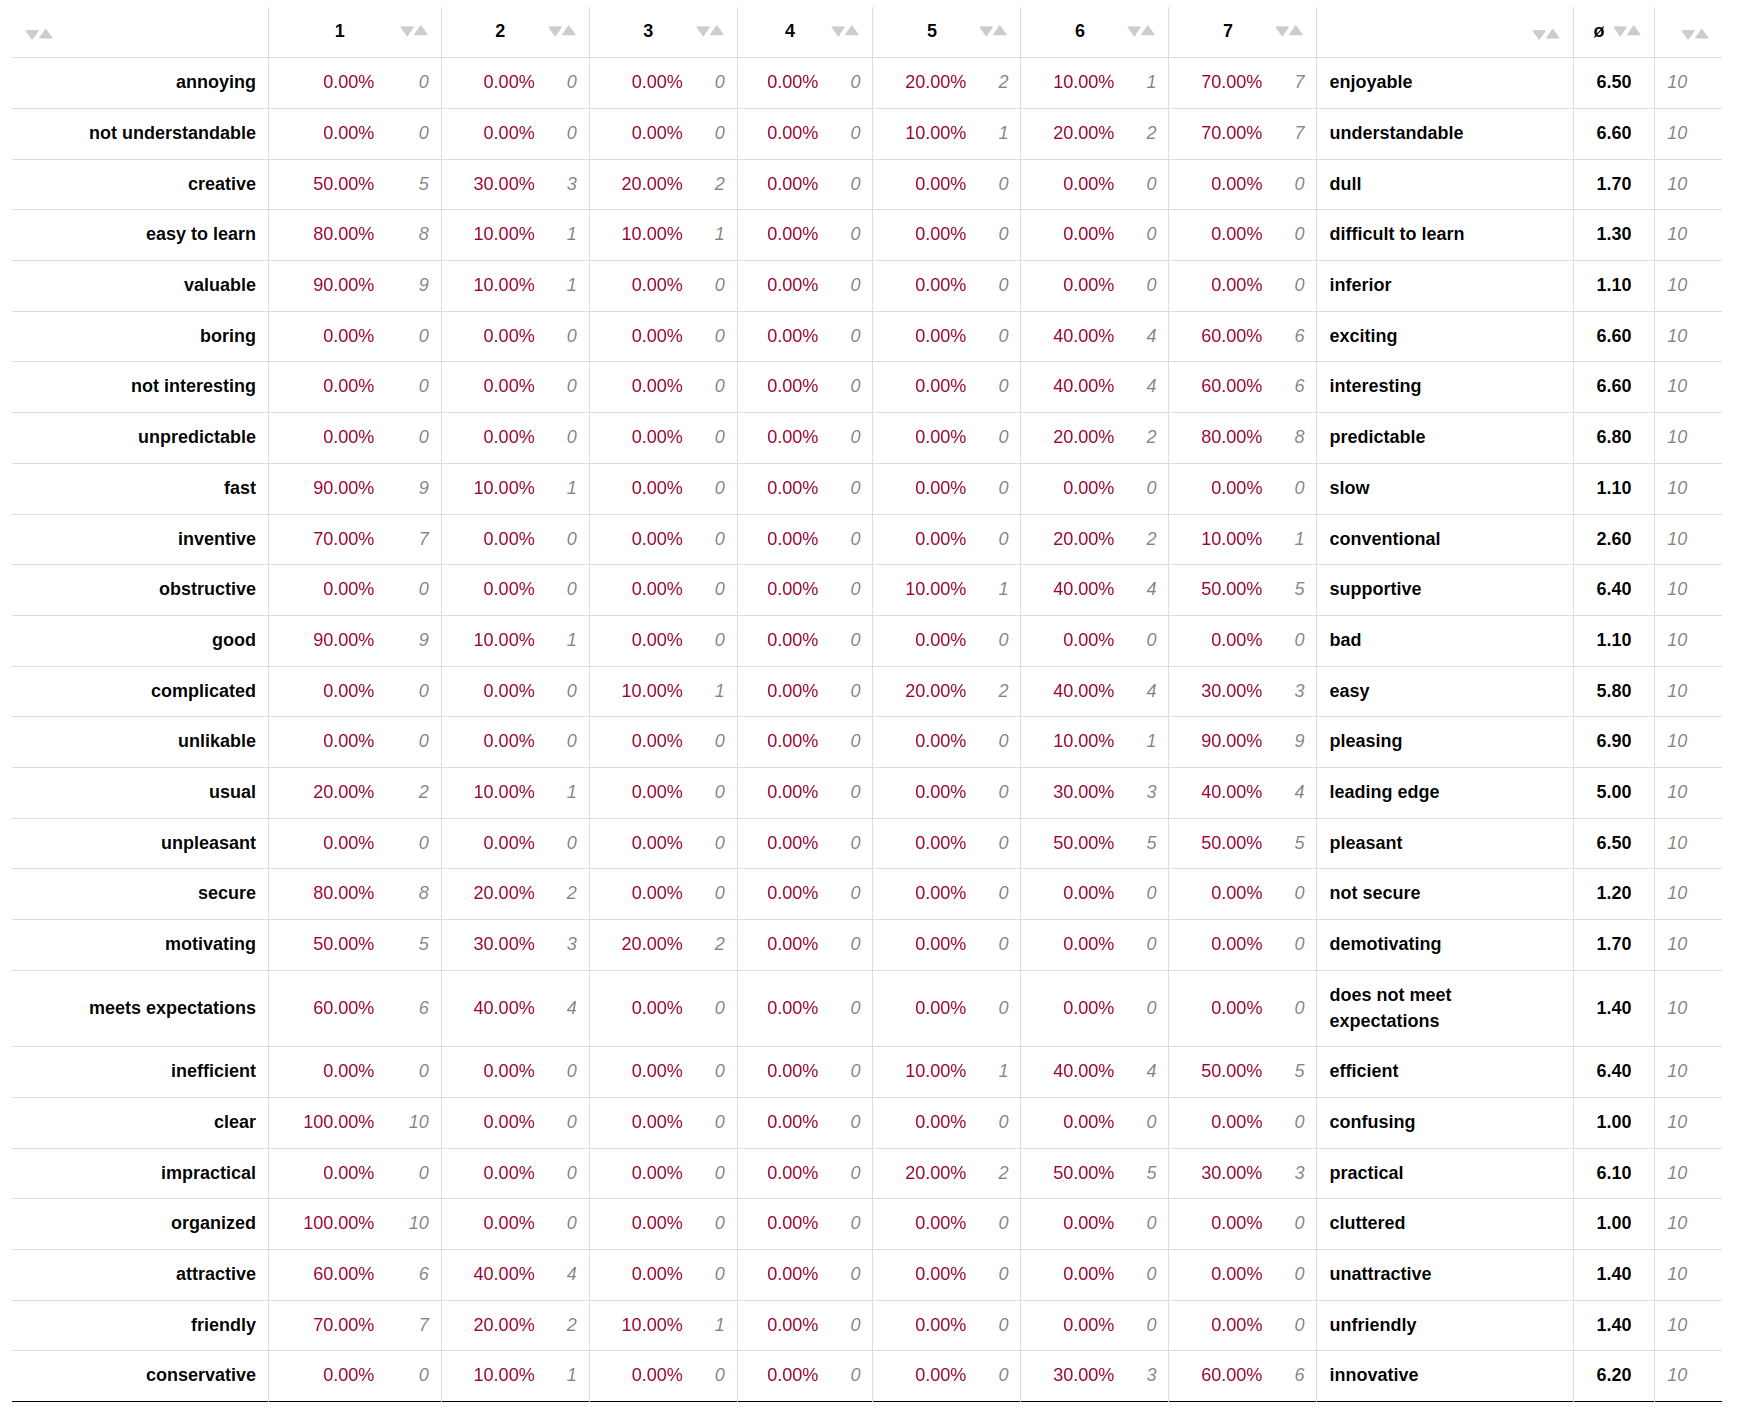 1 2 3 4 5 6 7 ø
annoying 0.00% 0 0.00% 0 0.00% 0 0.00% 0 20.00% 2 10.00% 1 70.00% 7 enjoyable 6.50 10
not understandable 0.00% 0 0.00% 0 0.00% 0 0.00% 0 10.00% 1 20.00% 2 70.00% 7 understandable 6.60 10
creative 50.00% 5 30.00% 3 20.00% 2 0.00% 0 0.00% 0 0.00% 0 0.00% 0 dull 1.70 10
easy to learn 80.00% 8 10.00% 1 10.00% 1 0.00% 0 0.00% 0 0.00% 0 0.00% 0 difficult to learn 1.30 10
valuable 90.00% 9 10.00% 1 0.00% 0 0.00% 0 0.00% 0 0.00% 0 0.00% 0 inferior 1.10 10
boring 0.00% 0 0.00% 0 0.00% 0 0.00% 0 0.00% 0 40.00% 4 60.00% 6 exciting 6.60 10
not interesting 0.00% 0 0.00% 0 0.00% 0 0.00% 0 0.00% 0 40.00% 4 60.00% 6 interesting 6.60 10
unpredictable 0.00% 0 0.00% 0 0.00% 0 0.00% 0 0.00% 0 20.00% 2 80.00% 8 predictable 6.80 10
fast 90.00% 9 10.00% 1 0.00% 0 0.00% 0 0.00% 0 0.00% 0 0.00% 0 slow 1.10 10
inventive 70.00% 7 0.00% 0 0.00% 0 0.00% 0 0.00% 0 20.00% 2 10.00% 1 conventional 2.60 10
obstructive 0.00% 0 0.00% 0 0.00% 0 0.00% 0 10.00% 1 40.00% 4 50.00% 5 supportive 6.40 10
good 90.00% 9 10.00% 1 0.00% 0 0.00% 0 0.00% 0 0.00% 0 0.00% 0 bad 1.10 10
complicated 0.00% 0 0.00% 0 10.00% 1 0.00% 0 20.00% 2 40.00% 4 30.00% 3 easy 5.80 10
unlikable 0.00% 0 0.00% 0 0.00% 0 0.00% 0 0.00% 0 10.00% 1 90.00% 9 pleasing 6.90 10
usual 20.00% 2 10.00% 1 0.00% 0 0.00% 0 0.00% 0 30.00% 3 40.00% 4 leading edge 5.00 10
unpleasant 0.00% 0 0.00% 0 0.00% 0 0.00% 0 0.00% 0 50.00% 5 50.00% 5 pleasant 6.50 10
secure 80.00% 8 20.00% 2 0.00% 0 0.00% 0 0.00% 0 0.00% 0 0.00% 0 not secure 1.20 10
motivating 50.00% 5 30.00% 3 20.00% 2 0.00% 0 0.00% 0 0.00% 0 0.00% 0 demotivating 1.70 10
meets expectations 60.00% 6 40.00% 4 0.00% 0 0.00% 0 0.00% 0 0.00% 0 0.00% 0 does not meet
expectations 1.40 10
inefficient 0.00% 0 0.00% 0 0.00% 0 0.00% 0 10.00% 1 40.00% 4 50.00% 5 efficient 6.40 10
clear 100.00% 10 0.00% 0 0.00% 0 0.00% 0 0.00% 0 0.00% 0 0.00% 0 confusing 1.00 10
impractical 0.00% 0 0.00% 0 0.00% 0 0.00% 0 20.00% 2 50.00% 5 30.00% 3 practical 6.10 10
organized 100.00% 10 0.00% 0 0.00% 0 0.00% 0 0.00% 0 0.00% 0 0.00% 0 cluttered 1.00 10
attractive 60.00% 6 40.00% 4 0.00% 0 0.00% 0 0.00% 0 0.00% 0 0.00% 0 unattractive 1.40 10
friendly 70.00% 7 20.00% 2 10.00% 1 0.00% 0 0.00% 0 0.00% 0 0.00% 0 unfriendly 1.40 10
conservative 0.00% 0 10.00% 1 0.00% 0 0.00% 0 0.00% 0 30.00% 3 60.00% 6 innovative 6.20 10